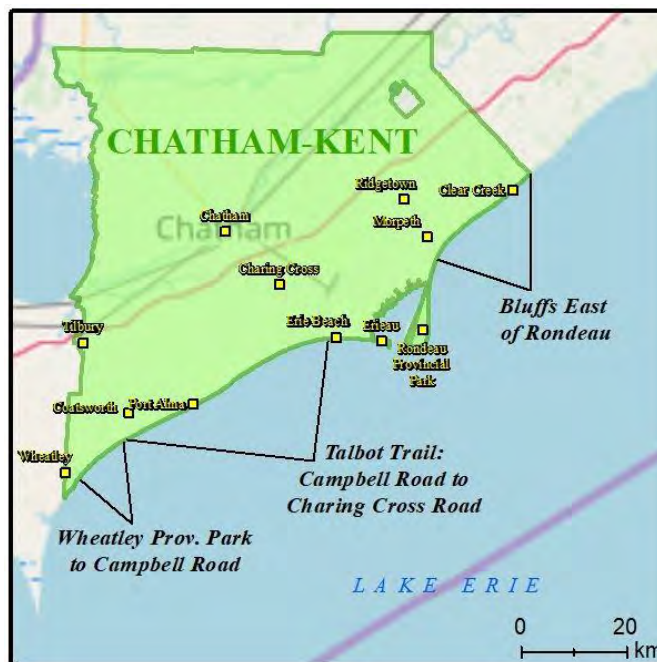 CHATHAM-KENT
Ridgetown
Clear Creek
Chatham
Chatham
Morpeth
Charing Cross
Bluffs East
of Rondeau
Erie Beach
Erieau
Tilbury
Rondeau
Provincial
Park
Coatsworth
Port Alma
Wheatley
Talbot Trail:
Campbell Road to
Charing Cross Road
Wheatley Prov. Park
to Campbell Road
LAKE ERIE
0 20
km